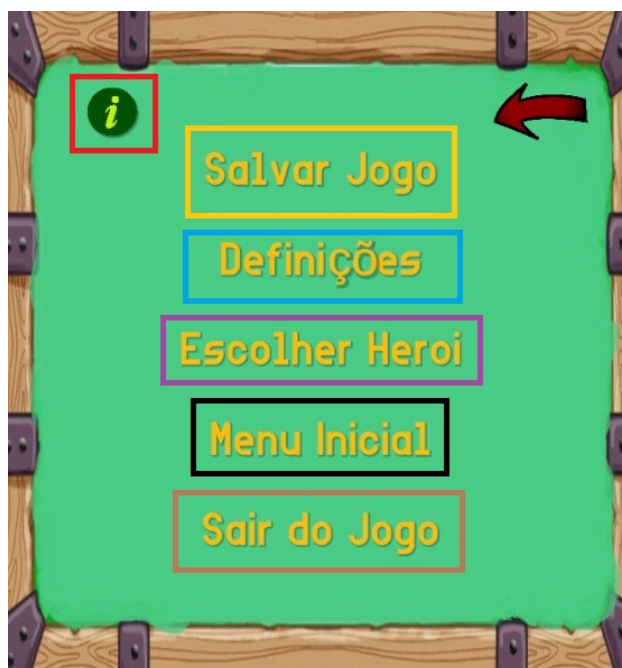 i
Salvar Jogo
Definições
Escolher Heroi
Menu Inicial
Sair do Jogo